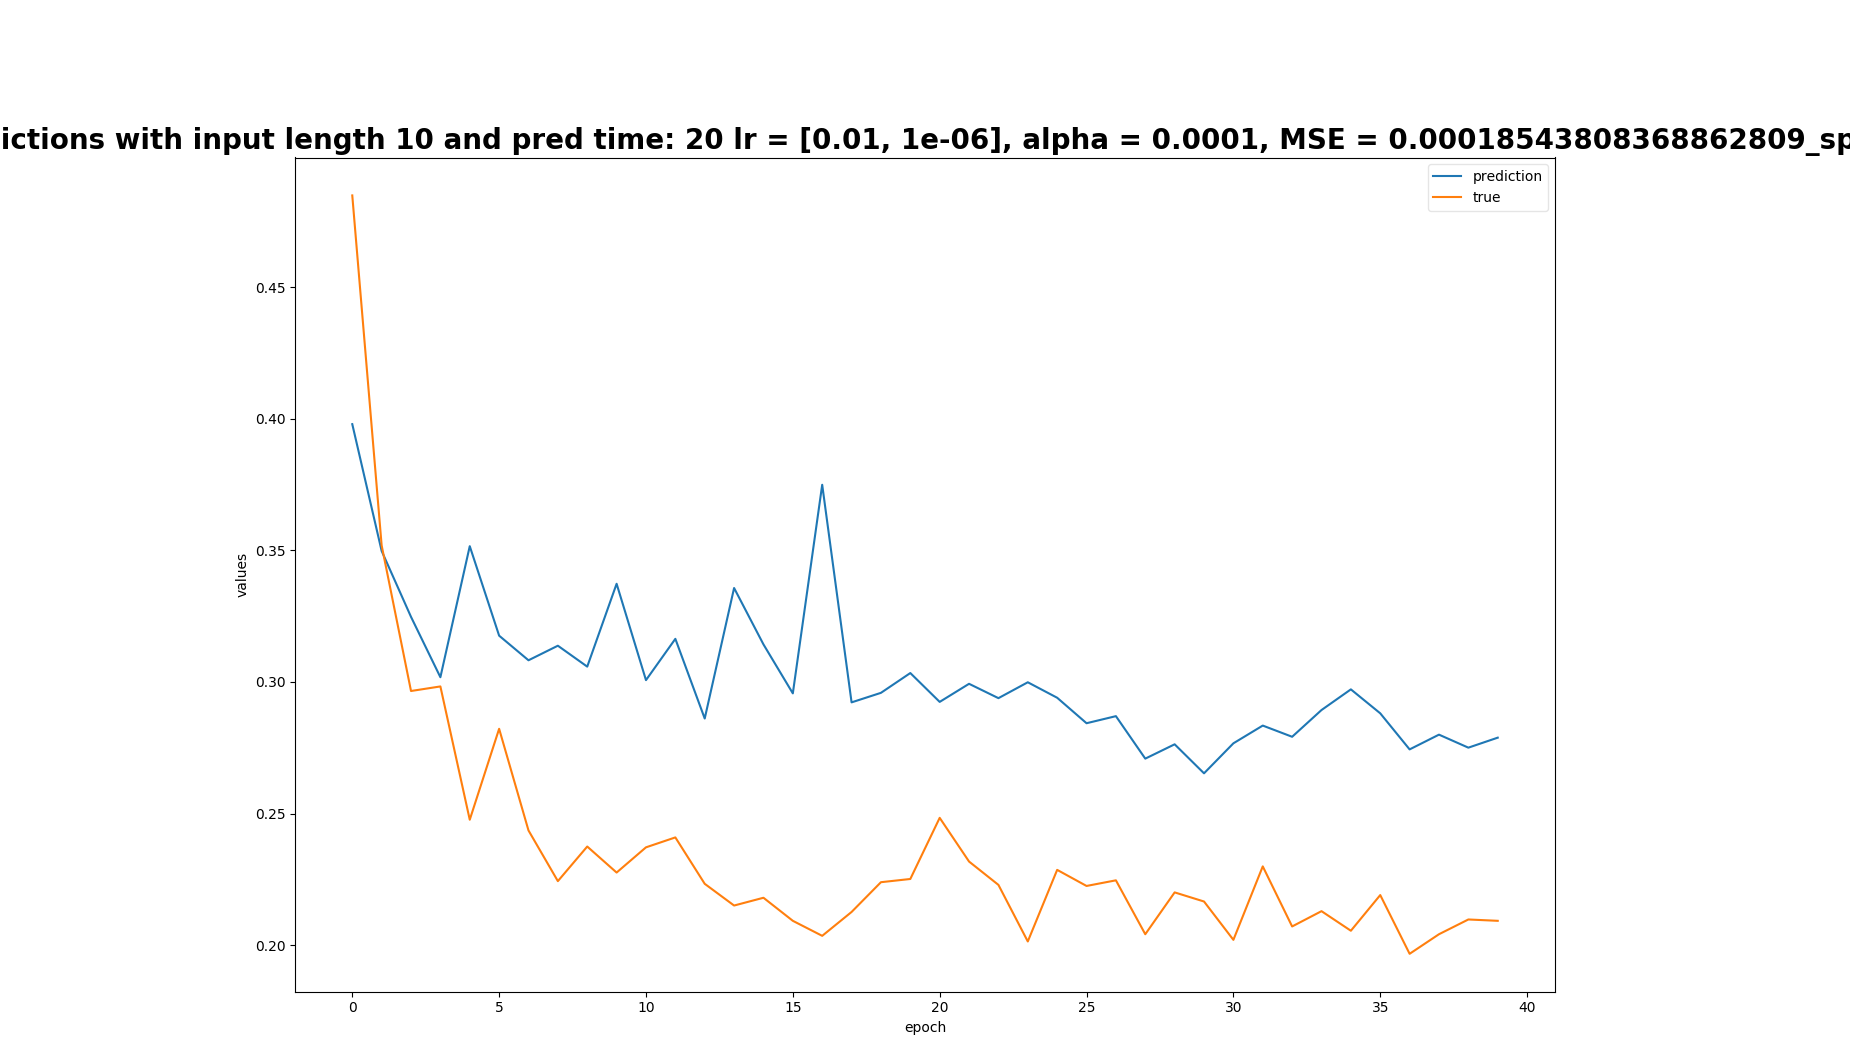 ictions with input length 10 and pred time: 20 lr = [0.01, 1e-06], alpha = 0.0001, MSE = 0.00018543808368862809_sp
prediction
true
0.45
0.40
0.35
0.30
0.25
0.20
values
0 5 10 15 20 25 30 35 40
epoch